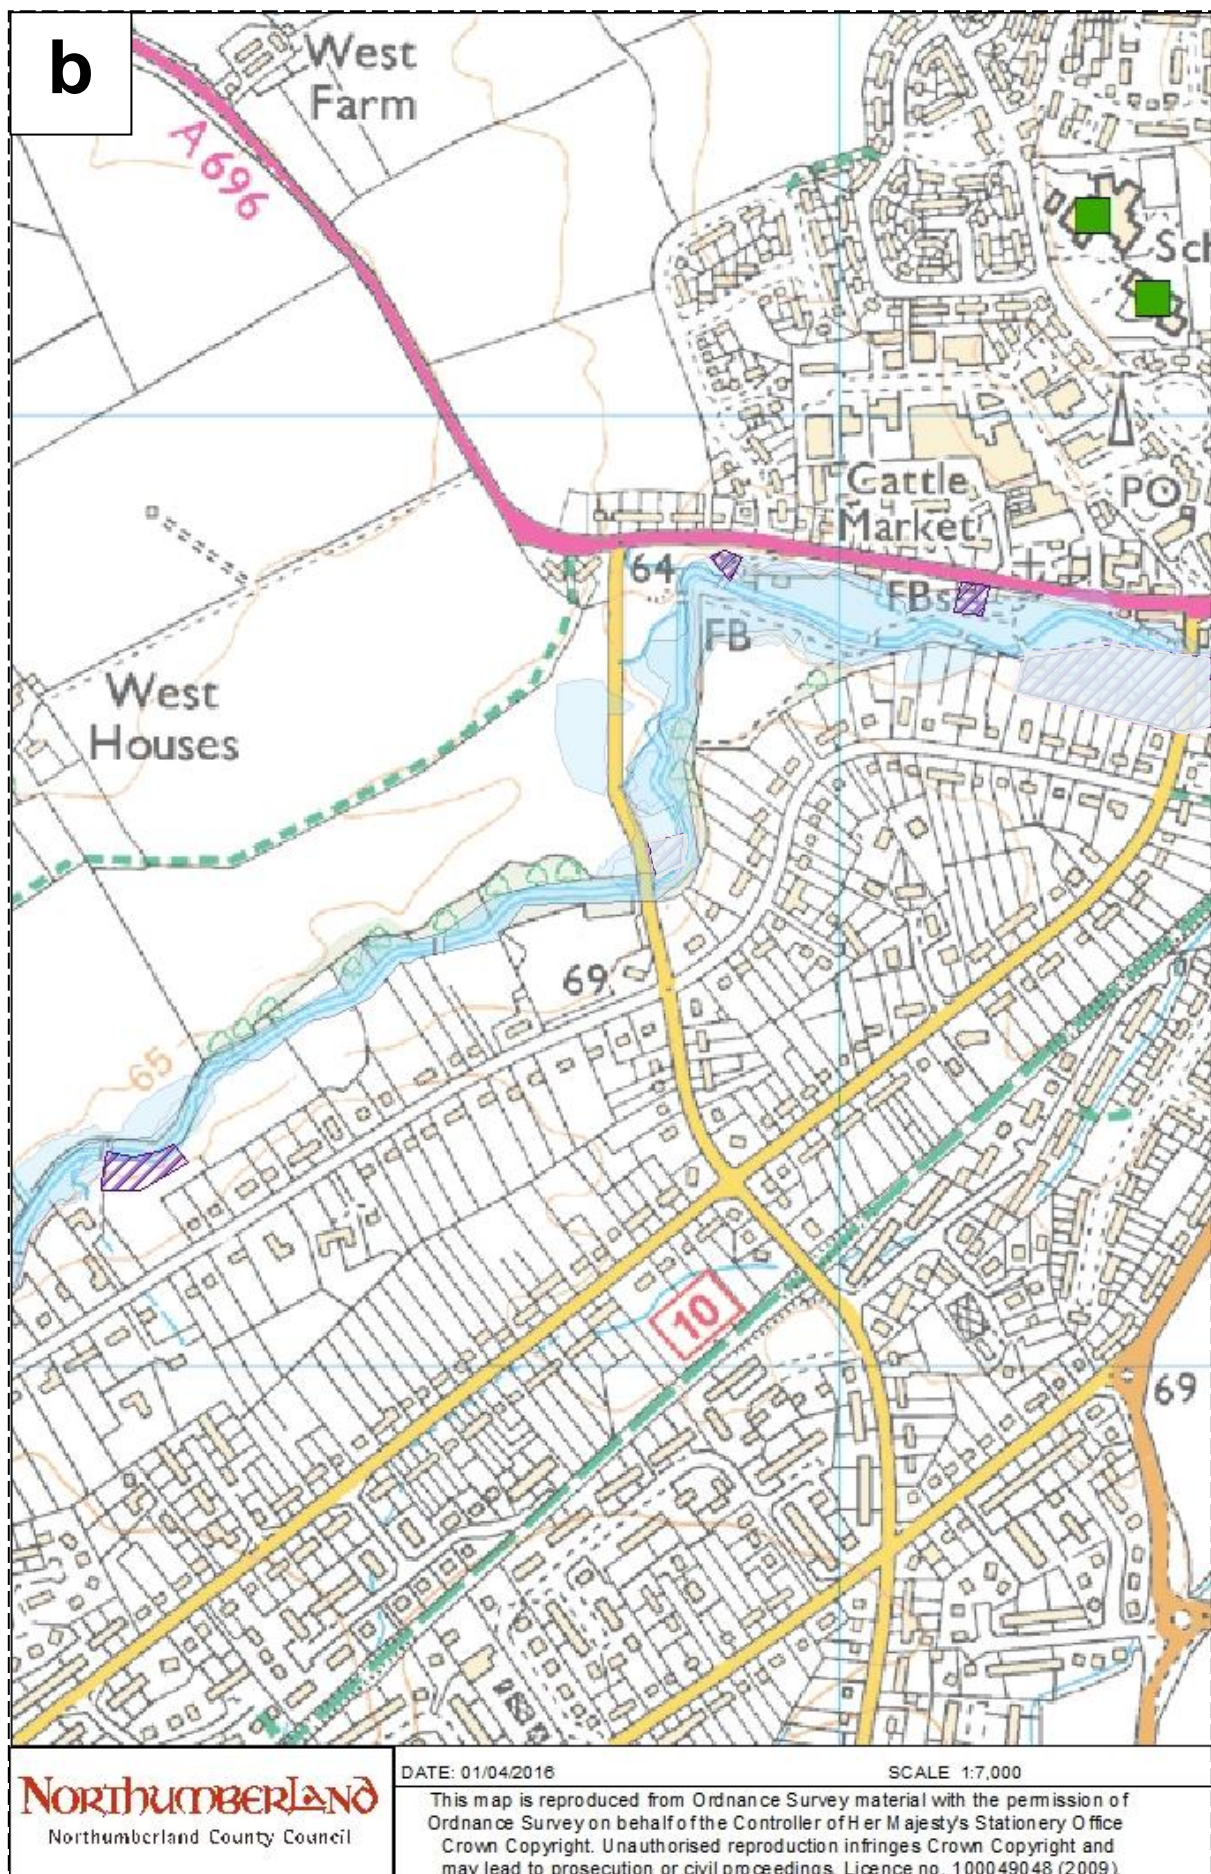 b
West
Farm
A696
Sch
Cattle
Market
PO
64
FBs
FB
West
Houses
69
65
10
69
NORTHUMBERLAND
Northumberland County Council
DATE: 01/04/2016
SCALE 1:7,000
This map is reproduced from Ordnance Survey material with the permission of
Ordnance Survey on behalf of the Controller of Her Majesty's Stationery Office
Crown Copyright. Unauthorised reproduction infringes Crown Copyright and
may lead to prosecution or civil proceedings. Licence no. 100049048 (2009).